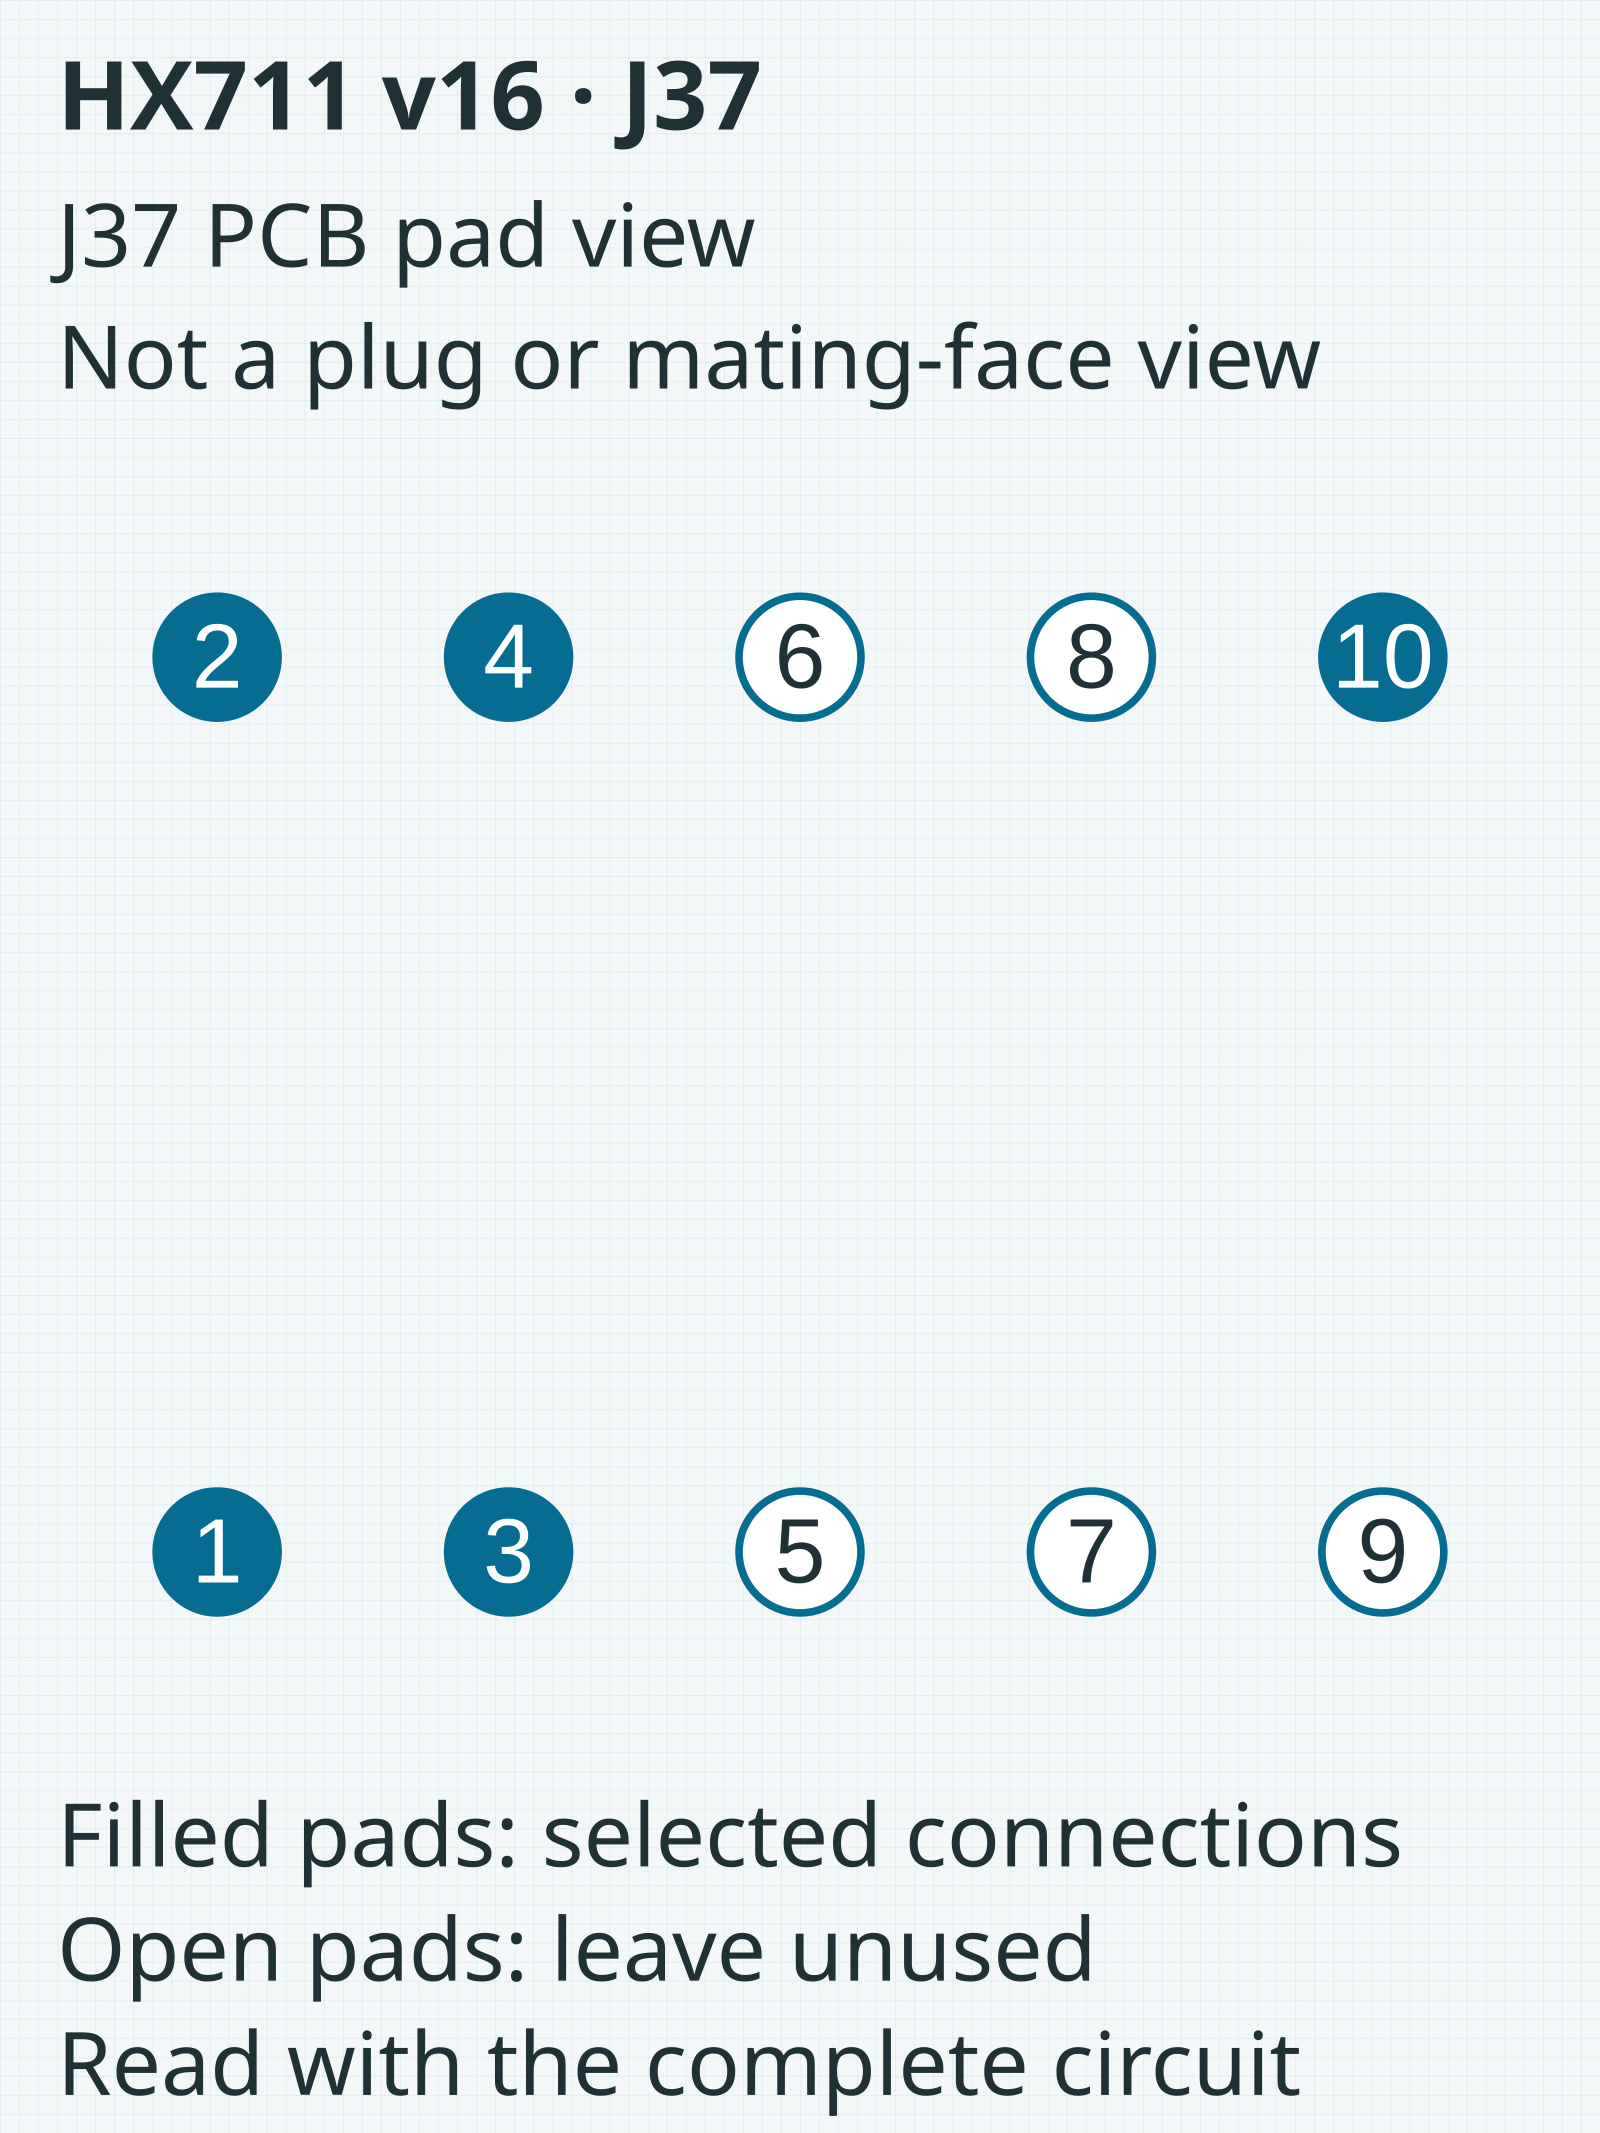 HX711 v16 · J37
J37 PCB pad view
Not a plug or mating-face view
2 4 6 8 10
1 3 5 7 9
Filled pads: selected connections
Open pads: leave unused
Read with the complete circuit